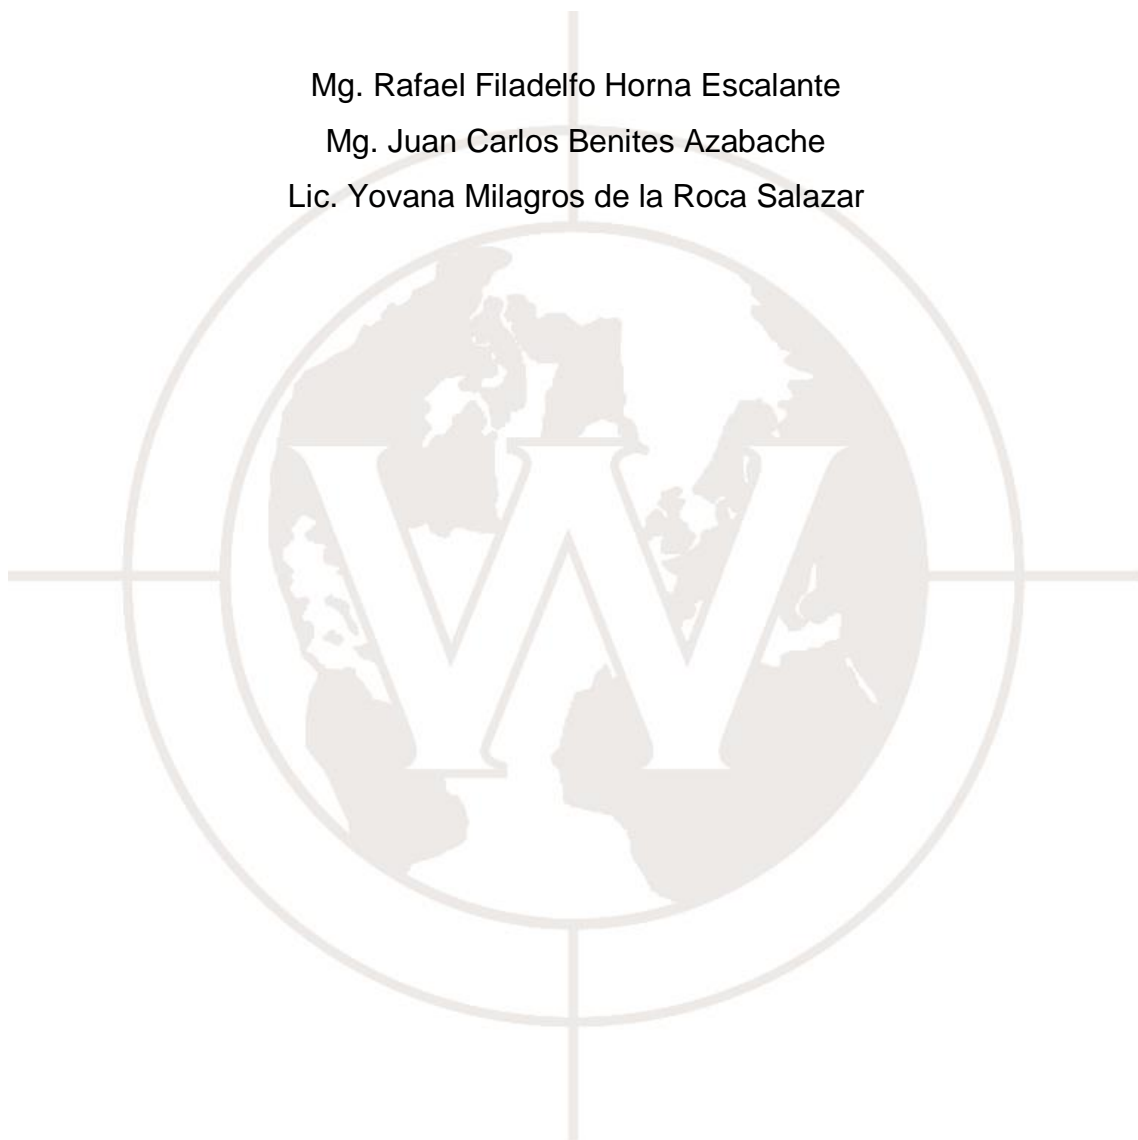 Mg. Rafael Filadelfo Horna Escalante
Mg. Juan Carlos Benites Azabache
Lic. Yovana Milagros de la Roca Salazar
W